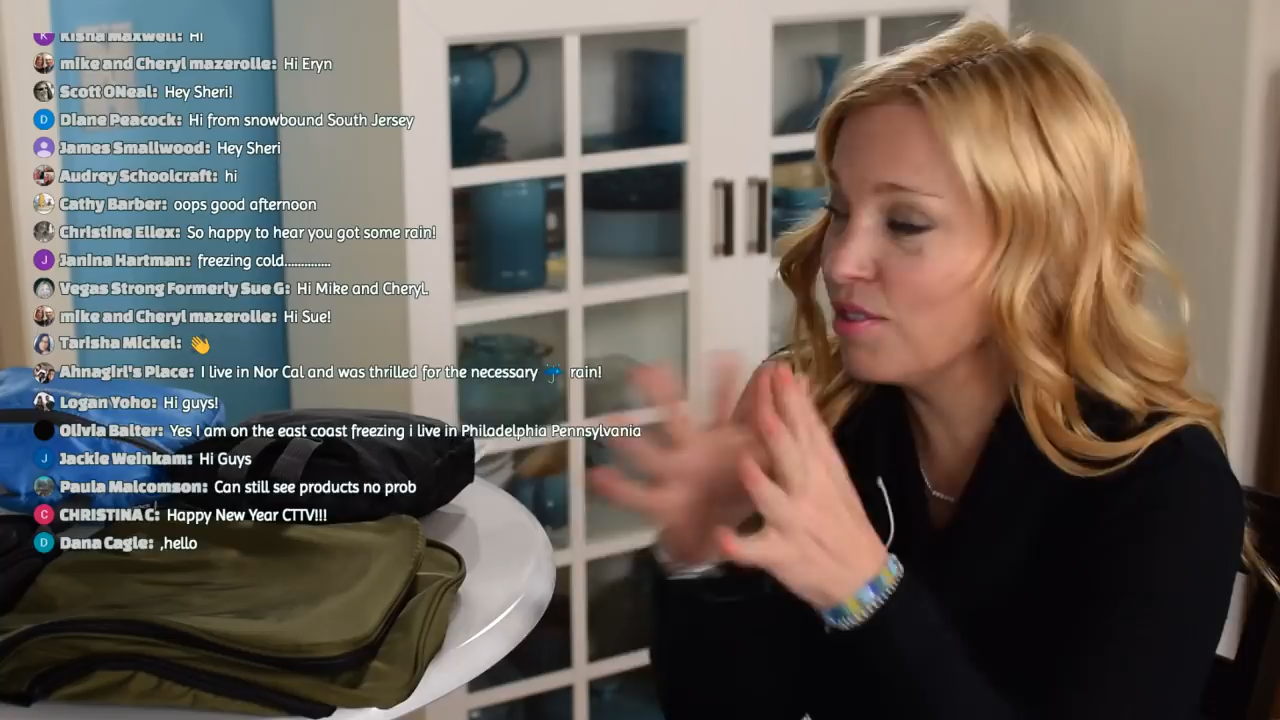 K Kisha Maxwell: Hi
mike and Cheryl mazerolle: Hi Eryn
Scott ONeal: Hey Sheri!
D Diane Peacock: Hi from snowbound South Jersey
James Smallwood: Hey Sheri
Audrey Schoolcraft: hi
Cathy Barber: oops good afternoon
Christine Ellex: So happy to hear you got some rain!
J Janina Hartman: freezing cold..............
Vegas Strong Formerly Sue G: Hi Mike and Cheryl.
mike and Cheryl mazerolle: Hi Sue!
Tarisha Mickel: 👋
Ahnagirl's Place: I live in Nor Cal and was thrilled for the necessary ☔ rain!
Logan Yoho: Hi guys!
Olivia Balter: Yes I am on the east coast freezing i live in Philadelphia Pennsylvania
J Jackie Weinkam: Hi Guys
Paula Malcomson: Can still see products no prob
C CHRISTINA C: Happy New Year CTTV!!!
D Dana Cagle: ,hello